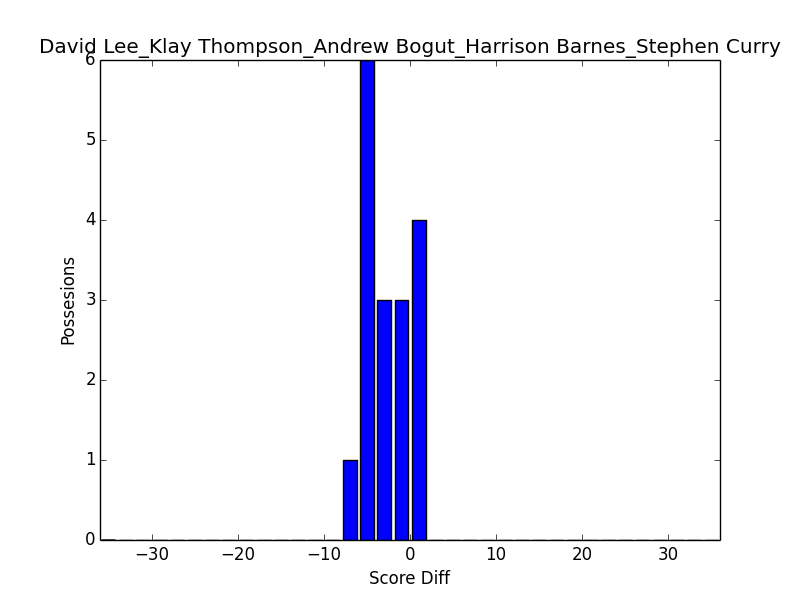 David Lee_Klay Thompson_Andrew Bogut_Harrison Barnes_Stephen Curry
6
5
4
3
2
1
0
Possesions
−30 −20 −10 0 10 20 30
Score Diff